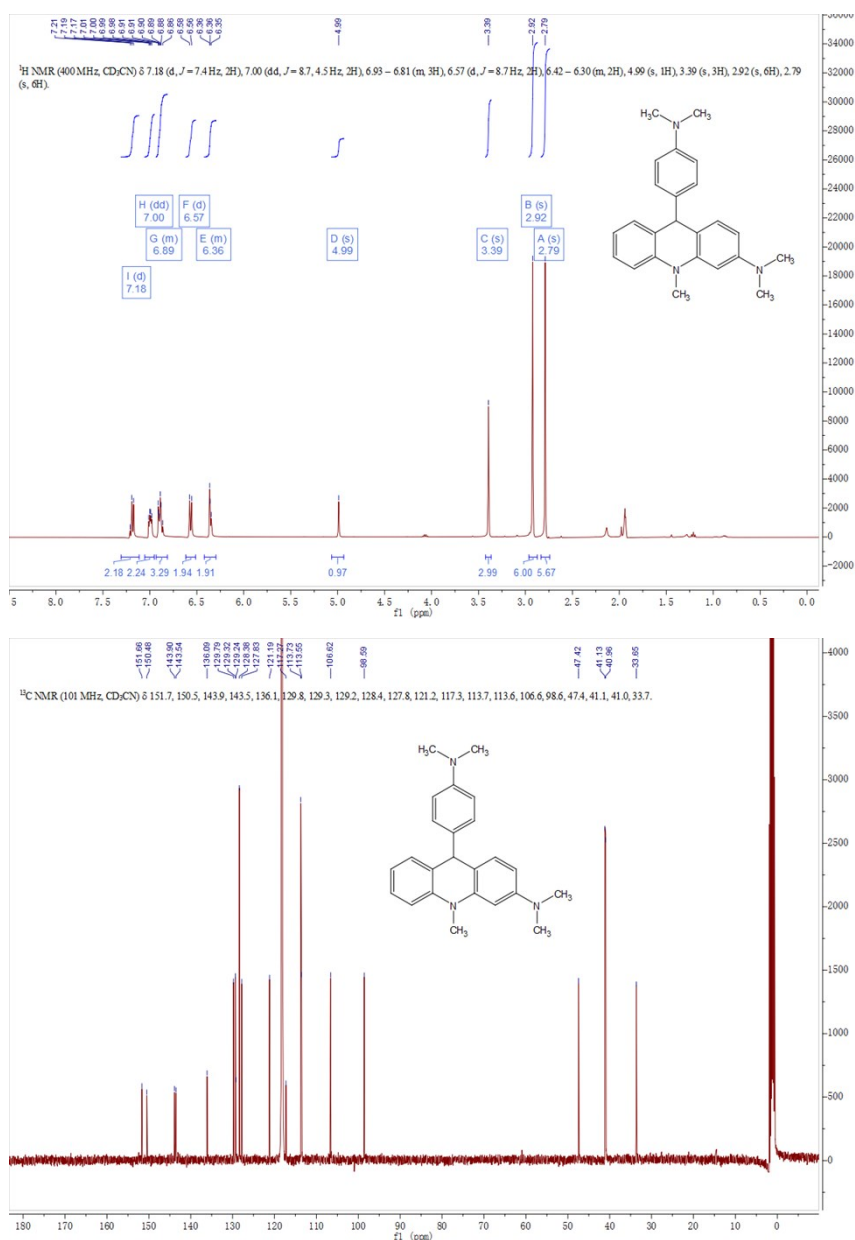 7.21
7.19
7.17
7.01
7.00
6.99
6.98
6.91
6.91
6.90
6.89
6.88
6.86
6.58
6.56
6.36
6.36
6.35
4.99
3.39
2.92
2.79
¹H NMR (400 MHz, CD₃CN) δ 7.18 (d, J = 7.4 Hz, 2H), 7.00 (dd, J = 8.7, 4.5 Hz, 2H), 6.93 – 6.81 (m, 3H), 6.57 (d, J = 8.7 Hz, 2H), 6.42 – 6.30 (m, 2H), 4.99 (s, 1H), 3.39 (s, 3H), 2.92 (s, 6H), 2.79
(s, 6H).
H (dd)
7.00
F (d)
6.57
B (s)
2.92
G (m)
6.89
E (m)
6.36
D (s)
4.99
C (s)
3.39
A (s)
2.79
I (d)
7.18
H₃C N CH₃
N
CH₃
N
CH₃
CH₃
36000
34000
32000
30000
28000
26000
24000
22000
20000
18000
16000
14000
12000
10000
8000
6000
4000
2000
0
−2000
2.18 2.24 3.29 1.94 1.91 0.97 2.99 6.00 5.67
.5 8.0 7.5 7.0 6.5 6.0 5.5 5.0 4.5 4.0 3.5 3.0 2.5 2.0 1.5 1.0 0.5 0.0
f1 (ppm)
151.66
150.48
143.90
143.54
136.09
129.79
129.32
129.24
128.38
127.83
121.19
117.27
113.73
113.55
106.62
98.59
47.42
41.13
40.96
33.65
¹³C NMR (101 MHz, CD₃CN) δ 151.7, 150.5, 143.9, 143.5, 136.1, 129.8, 129.3, 129.2, 128.4, 127.8, 121.2, 117.3, 113.7, 113.6, 106.6, 98.6, 47.4, 41.1, 41.0, 33.7.
H₃C N CH₃
N
CH₃
N
CH₃
CH₃
4000
3500
3000
2500
2000
1500
1000
500
0
180 170 160 150 140 130 120 110 100 90 80 70 60 50 40 30 20 10 0
f1 (ppm)